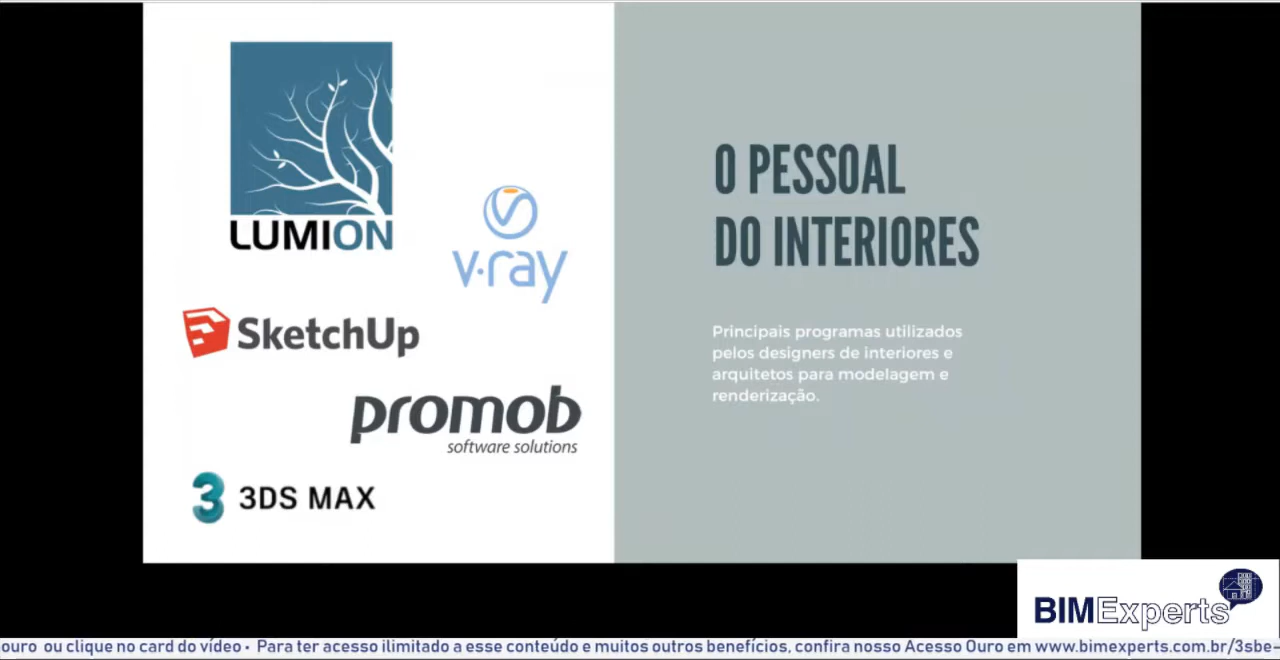 LUMION
v·ray
SketchUp
promob
software solutions
3DS MAX
O PESSOAL
DO INTERIORES
Principais programas utilizados
pelos designers de interiores e
arquitetos para modelagem e
renderização.
BIMExperts
ouro ou clique no card do vídeo • Para ter acesso ilimitado a esse conteúdo e muitos outros benefícios, confira nosso Acesso Ouro em www.bimexperts.com.br/3sbe-